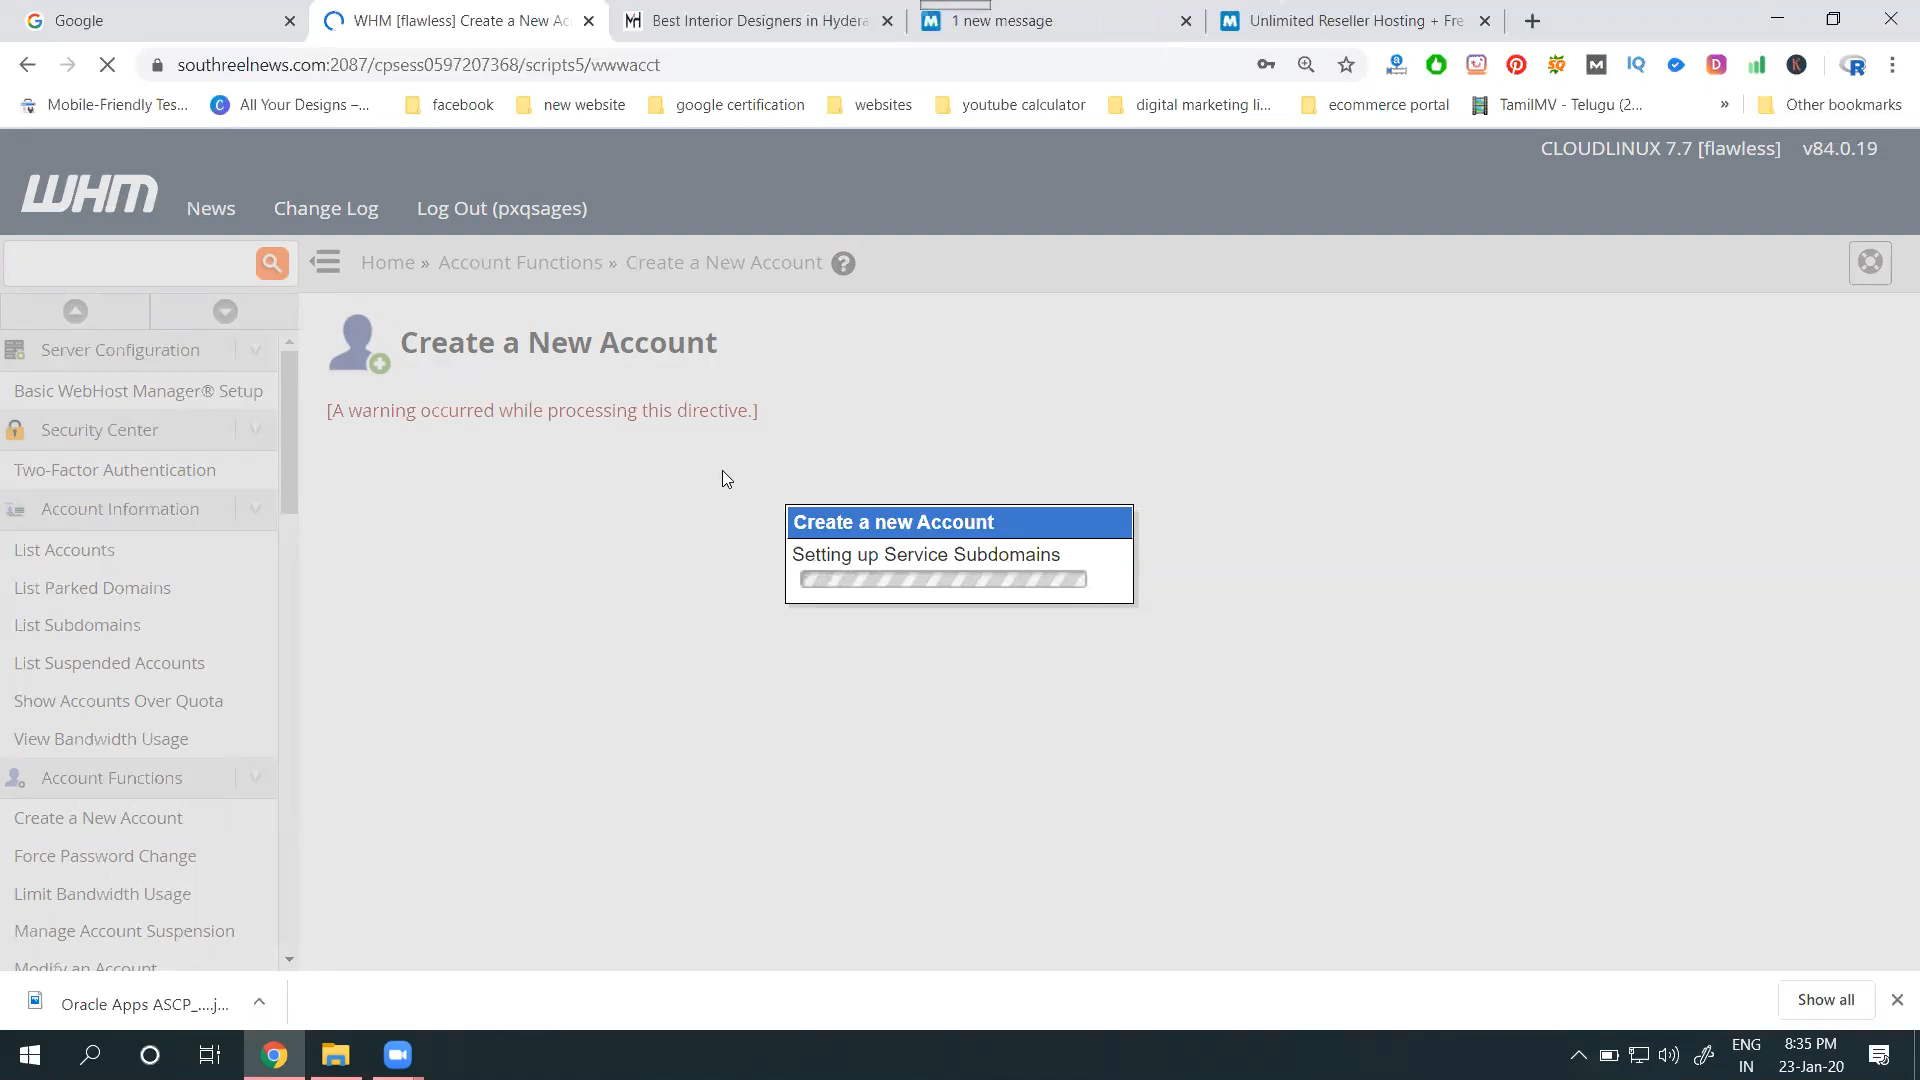 Google
WHM [flawless] Create a New Ac
Best Interior Designers in Hydera
1 new message
Unlimited Reseller Hosting + Fre
southreelnews.com:2087/cpsess0597207368/scripts5/wwwacct
Mobile-Friendly Tes...
All Your Designs –...
facebook
new website
google certification
websites
youtube calculator
digital marketing li...
ecommerce portal
TamilMV - Telugu (2...
»
Other bookmarks
CLOUDLINUX 7.7 [flawless] v84.0.19
WHM
News
Change Log
Log Out (pxqsages)
Home » Account Functions » Create a New Account
Server Configuration
Basic WebHost Manager® Setup
Security Center
Two-Factor Authentication
Account Information
List Accounts
List Parked Domains
List Subdomains
List Suspended Accounts
Show Accounts Over Quota
View Bandwidth Usage
Account Functions
Create a New Account
Force Password Change
Limit Bandwidth Usage
Manage Account Suspension
Modify an Account
Create a New Account
[A warning occurred while processing this directive.]
Create a new Account
Setting up Service Subdomains
Oracle Apps ASCP_....j...
Show all
ENG
IN
8:35 PM
23-Jan-20